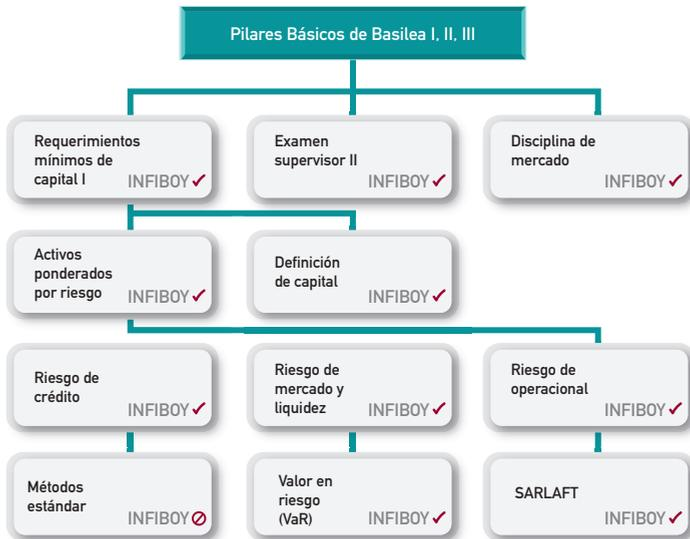 Pilares Básicos de Basilea I, II, III
Requerimientos
mínimos de
capital I
INFIBOY
Examen
supervisor II
INFIBOY
Disciplina de
mercado
INFIBOY
Activos
ponderados
por riesgo
INFIBOY
Definición
de capital
INFIBOY
Riesgo de
crédito
INFIBOY
Riesgo de
mercado y
liquidez
INFIBOY
Riesgo de
operacional
INFIBOY
Métodos
estándar
INFIBOY
Valor en
riesgo
(VaR)
INFIBOY
SARLAFT
INFIBOY